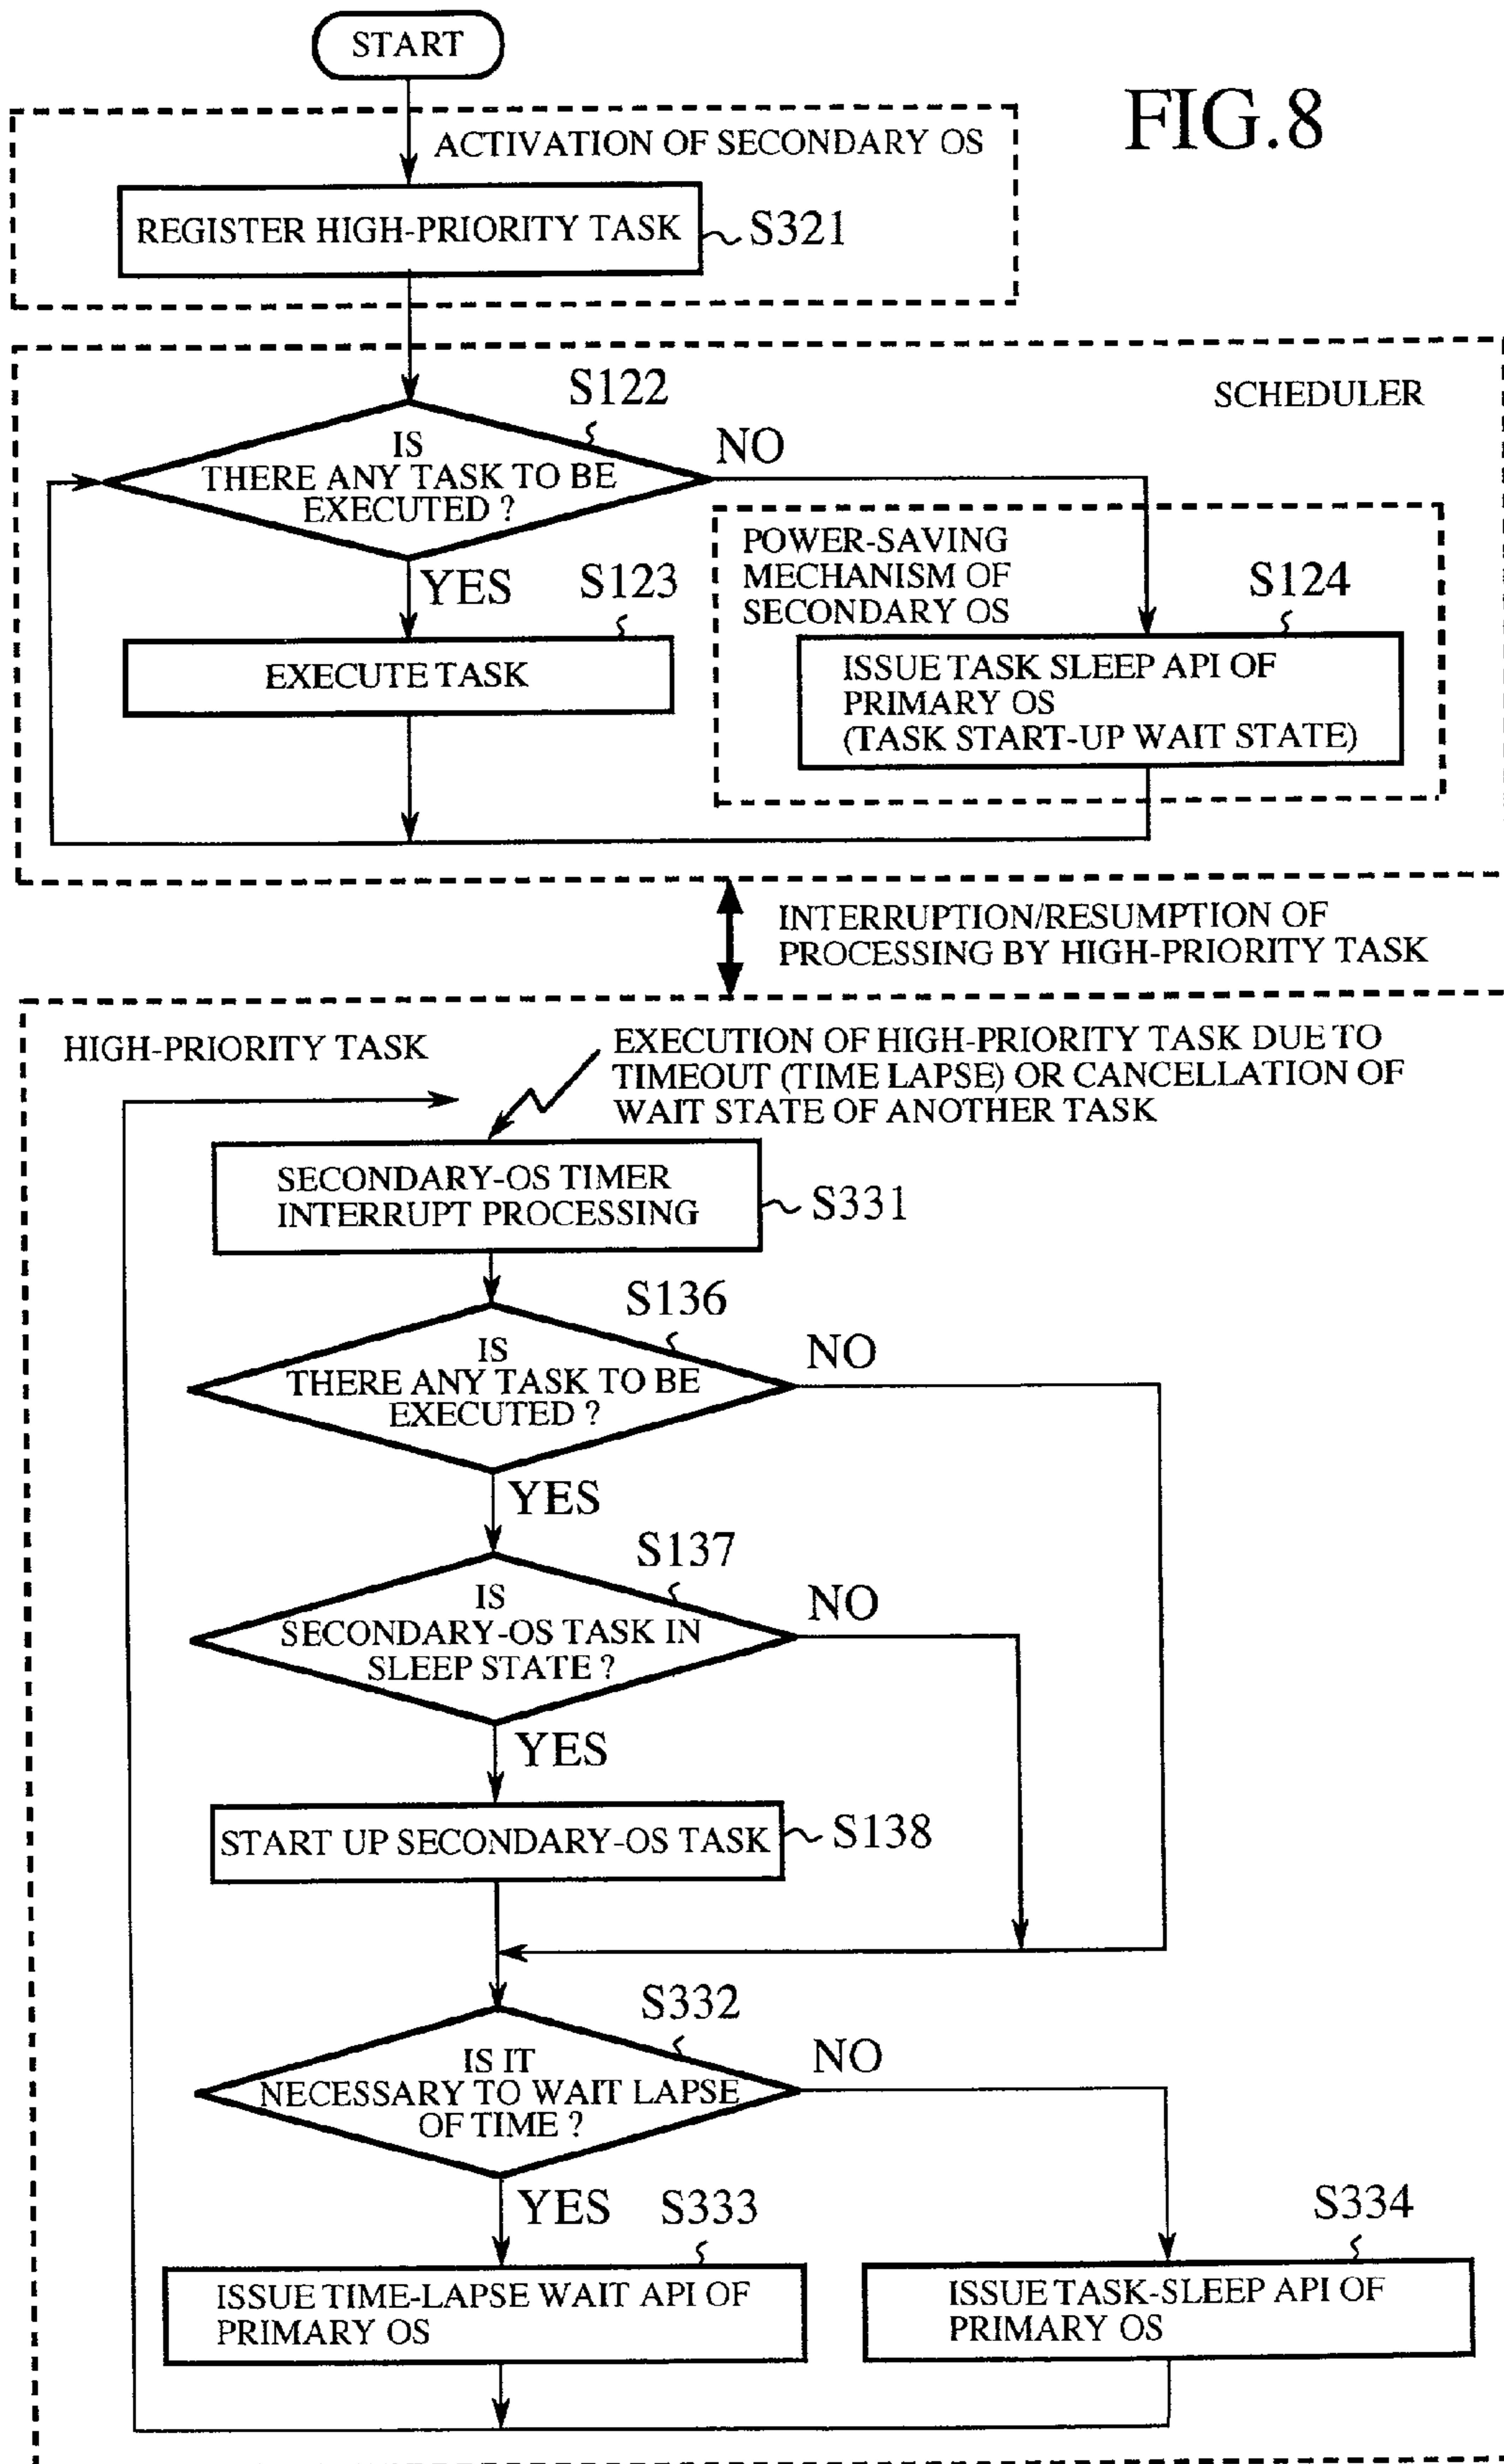 START
FIG.8
ACTIVATION OF SECONDARY OS
REGISTER HIGH-PRIORITY TASK
S321
S122
SCHEDULER
IS
THERE ANY TASK TO BE
EXECUTED ?
NO
YES
S123
EXECUTE TASK
POWER-SAVING
MECHANISM OF
SECONDARY OS
S124
ISSUE TASK SLEEP API OF
PRIMARY OS
(TASK START-UP WAIT STATE)
INTERRUPTION/RESUMPTION OF
PROCESSING BY HIGH-PRIORITY TASK
HIGH-PRIORITY TASK
EXECUTION OF HIGH-PRIORITY TASK DUE TO
TIMEOUT (TIME LAPSE) OR CANCELLATION OF
WAIT STATE OF ANOTHER TASK
SECONDARY-OS TIMER
INTERRUPT PROCESSING
S331
S136
IS
THERE ANY TASK TO BE
EXECUTED ?
NO
YES
S137
IS
SECONDARY-OS TASK IN
SLEEP STATE ?
NO
YES
START UP SECONDARY-OS TASK
S138
S332
IS IT
NECESSARY TO WAIT LAPSE
OF TIME ?
NO
YES
S333
ISSUE TIME-LAPSE WAIT API OF
PRIMARY OS
S334
ISSUE TASK-SLEEP API OF
PRIMARY OS